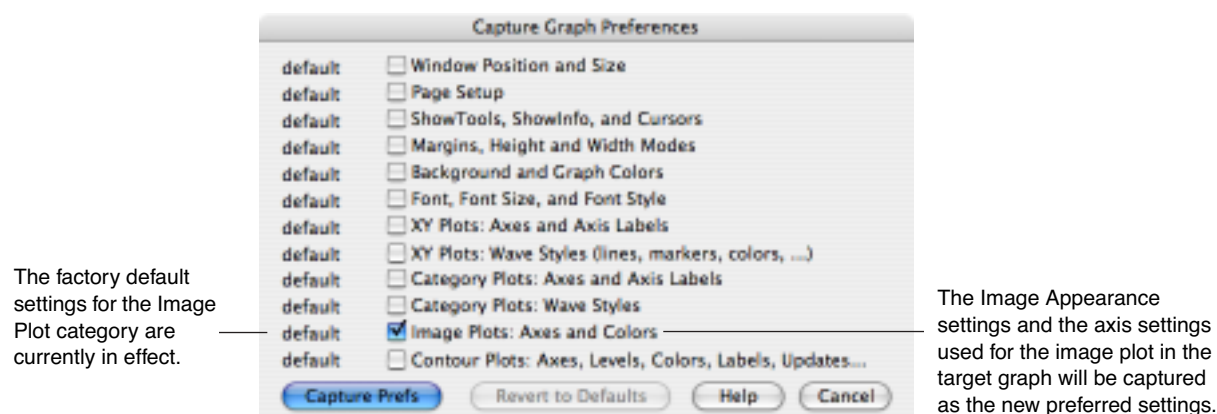 Capture Graph Preferences
default Window Position and Size
default Page Setup
default ShowTools, ShowInfo, and Cursors
default Margins, Height and Width Modes
default Background and Graph Colors
default Font, Font Size, and Font Style
default XY Plots: Axes and Axis Labels
default XY Plots: Wave Styles (lines, markers, colors, ...)
default Category Plots: Axes and Axis Labels
default Category Plots: Wave Styles
default Image Plots: Axes and Colors
default Contour Plots: Axes, Levels, Colors, Labels, Updates...
Capture Prefs Revert to Defaults Help Cancel
The factory default
settings for the Image
Plot category are
currently in effect.
The Image Appearance
settings and the axis settings
used for the image plot in the
target graph will be captured
as the new preferred settings.